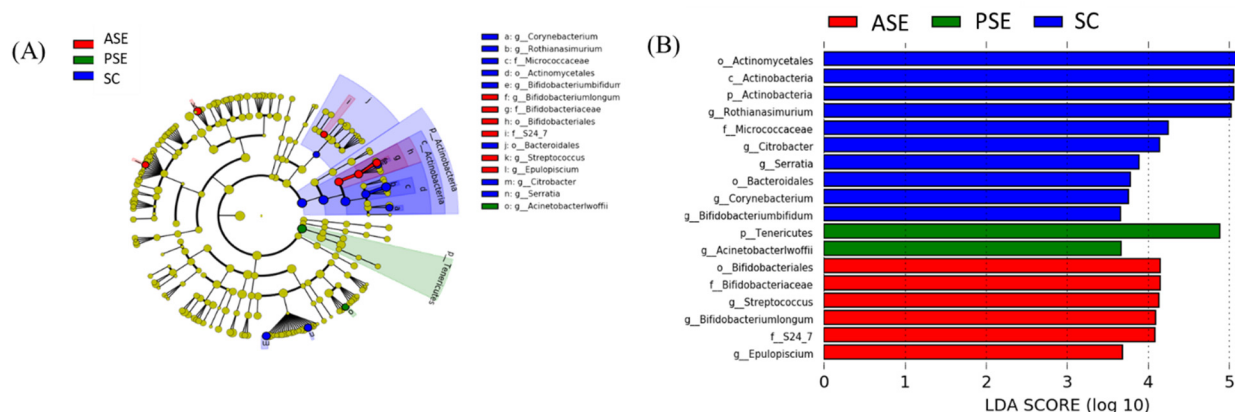 (A)
ASE
PSE
SC
a: g__Corynebacterium
b: g__Rothianasimurium
c: f__Micrococcaceae
d: o__Actinomycetales
e: g__Bifidobacteriumbifidum
f: g__Bifidobacteriumlongum
g: f__Bifidobacteriaceae
h: o__Bifidobacteriales
i: f__S24_7
j: o__Bacteroidales
k: g__Streptococcus
l: g__Epulopiscium
m: g__Citrobacter
n: g__Serratia
o: g__Acinetobacterlwoffii
p__Actinobacteria
c__Actinobacteria
p__Tenericutes
j
i
h
g
d
c
b
a
o
n
m
(B)
ASE PSE SC
o__Actinomycetales
c__Actinobacteria
p__Actinobacteria
g__Rothianasimurium
f__Micrococcaceae
g__Citrobacter
g__Serratia
o__Bacteroidales
g__Corynebacterium
g__Bifidobacteriumbifidum
p__Tenericutes
g__Acinetobacterlwoffii
o__Bifidobacteriales
f__Bifidobacteriaceae
g__Streptococcus
g__Bifidobacteriumlongum
f__S24_7
g__Epulopiscium
0 1 2 3 4 5
LDA SCORE (log 10)